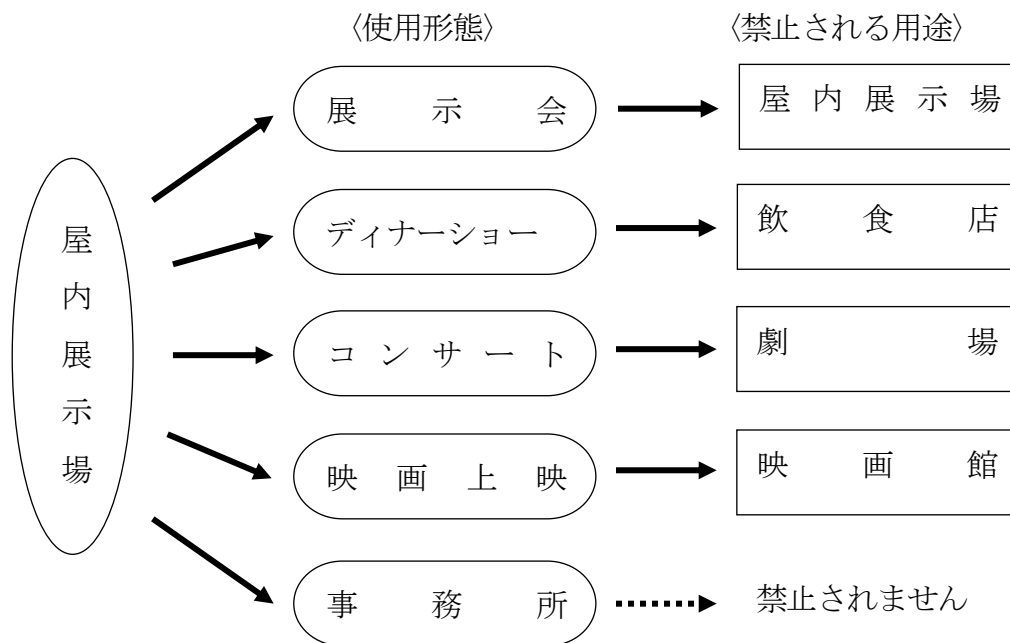 〈使用形態〉
〈禁止される用途〉
屋内展示場
展示会
屋内展示場
ディナーショー
飲食店
コンサート
劇場
映画上映
映画館
事務所
禁止されません